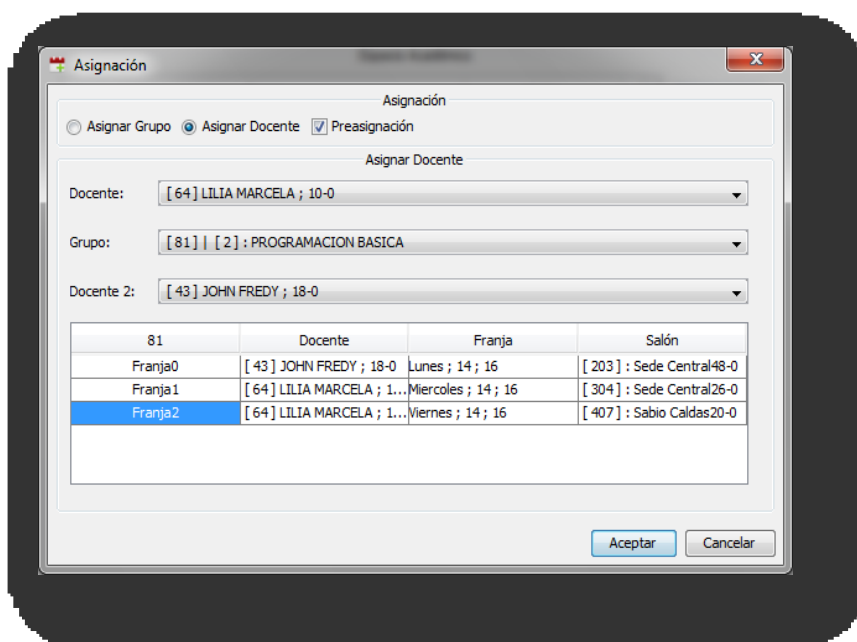 Asignación
Asignación
Asignar Grupo Asignar Docente Preasignación
Asignar Docente
Docente: [ 64 ] LILIA MARCELA ; 10-0
Grupo: [ 81 ] | [ 2 ] : PROGRAMACION BASICA
Docente 2: [ 43 ] JOHN FREDY ; 18-0
81 Docente Franja Salón
Franja0 [ 43 ] JOHN FREDY ; 18-0 Lunes ; 14 ; 16 [ 203 ] : Sede Central48-0
Franja1 [ 64 ] LILIA MARCELA ; 1... Miercoles ; 14 ; 16 [ 304 ] : Sede Central26-0
Franja2 [ 64 ] LILIA MARCELA ; 1... Viernes ; 14 ; 16 [ 407 ] : Sabio Caldas20-0
Aceptar Cancelar